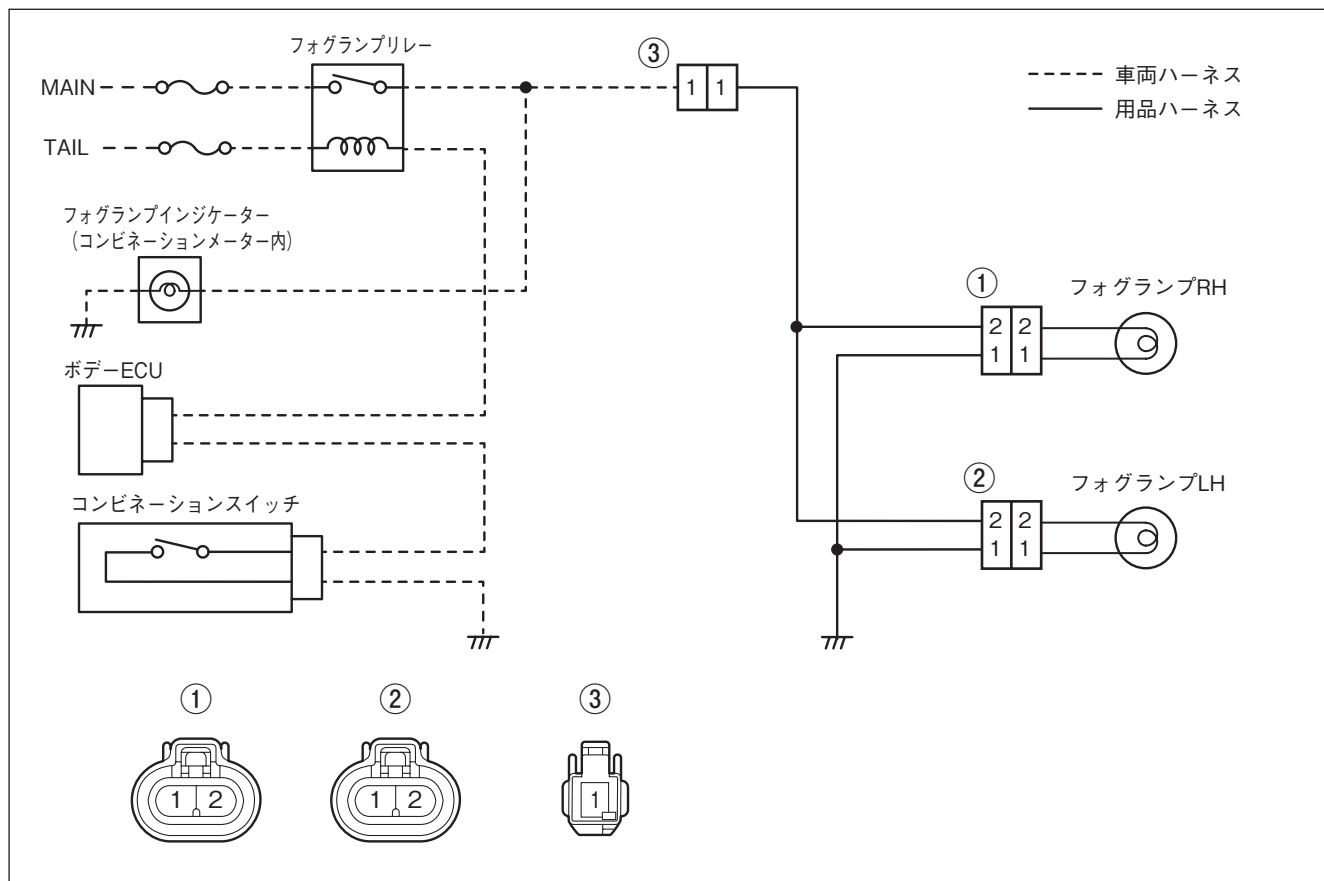 フォグランプリレー
③
MAIN
1 1
車両ハーネス
用品ハーネス
TAIL
フォグランプインジケーター
(コンビネーションメーター内)
①
フォグランプRH
2 2
1 1
ボデーECU
②
フォグランプLH
2 2
1 1
コンビネーションスイッチ
① ② ③
1 2
1 2
1